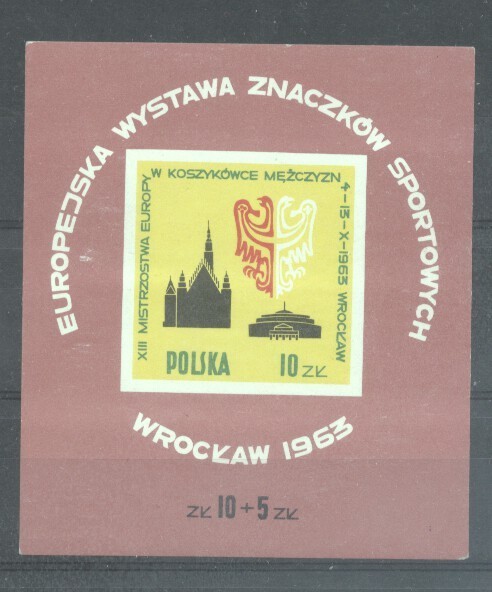 EUROPEJSKA WYSTAWA ZNACZKÓW SPORTOWYCH
XIII MISTRZOSTWA EUROPY W KOSZYKÓWCE MĘŻCZYZN 4-13-X-1963 WROCŁAW
POLSKA 10 ZŁ
WROCŁAW 1963
ZŁ 10+5 ZŁ